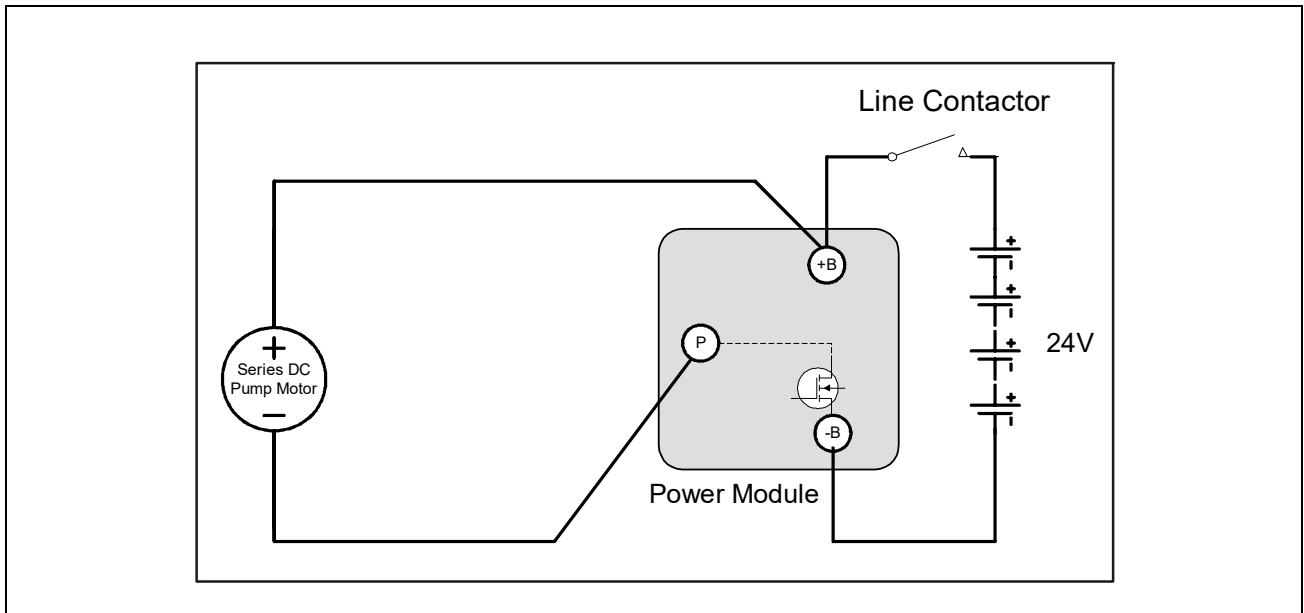 Line Contactor
+B
Series DC
Pump Motor
P
24V
-B
Power Module